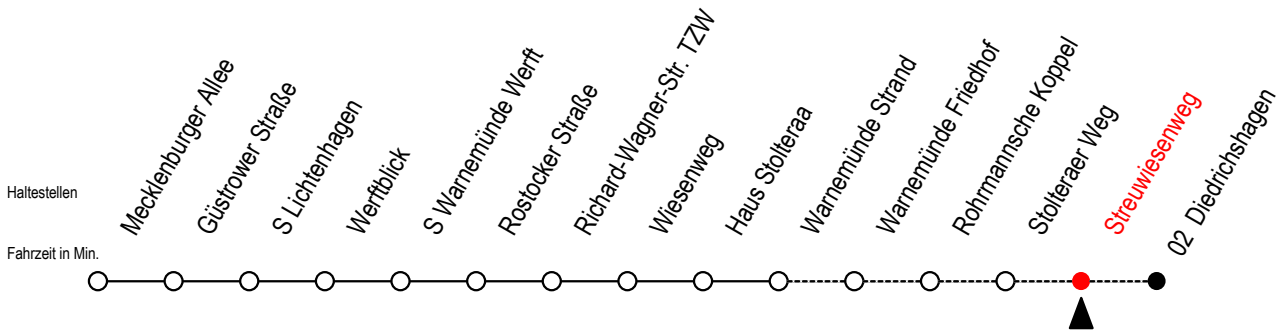 Haltestellen
Mecklenburger Allee
Güstrower Straße
S Lichtenhagen
Werftblick
S Warnemünde Werft
Rostocker Straße
Richard-Wagner-Str. TZW
Wiesenweg
Haus Stolteraa
Warnemünde Strand
Warnemünde Friedhof
Rohrmannsche Koppel
Stolteraer Weg
Streuwiesenweg
02 Diedrichshagen
Fahrzeit in Min.